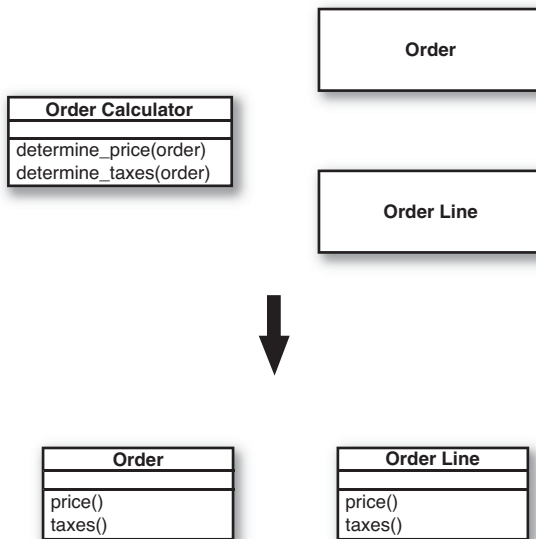 Order
Order Calculator
determine_price(order)
determine_taxes(order)
Order Line
Order
price()
taxes()
Order Line
price()
taxes()